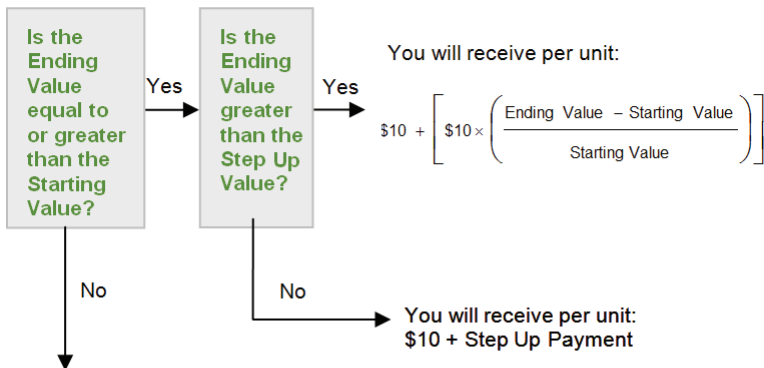 Is the
Ending
Value
equal to
or greater
than the
Starting
Value?
Yes
Is the
Ending
Value
greater
than the
Step Up
Value?
Yes
You will receive per unit:
$10 + [ $10 × ( Ending Value – Starting Value
Starting Value ) ]
No
No
You will receive per unit:
$10 + Step Up Payment